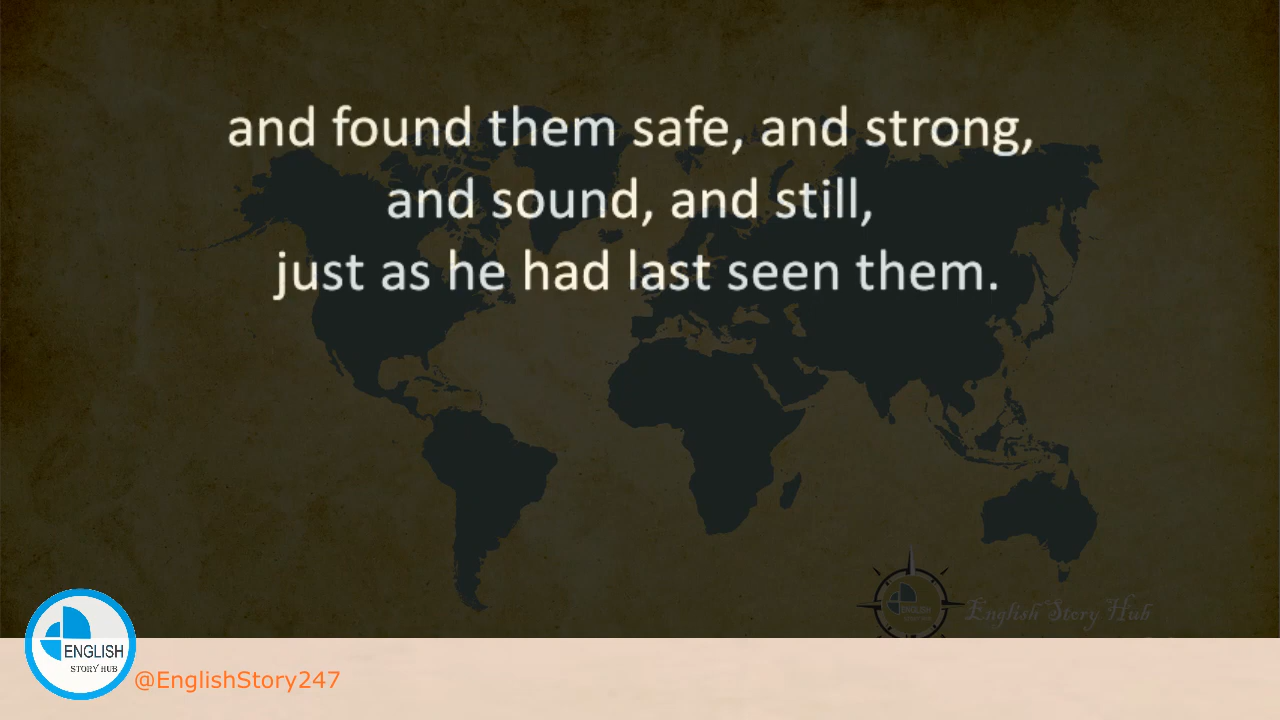 and found them safe, and strong,
and sound, and still,
just as he had last seen them.
English Story Hub
ENGLISH
STORY HUB
@EnglishStory247